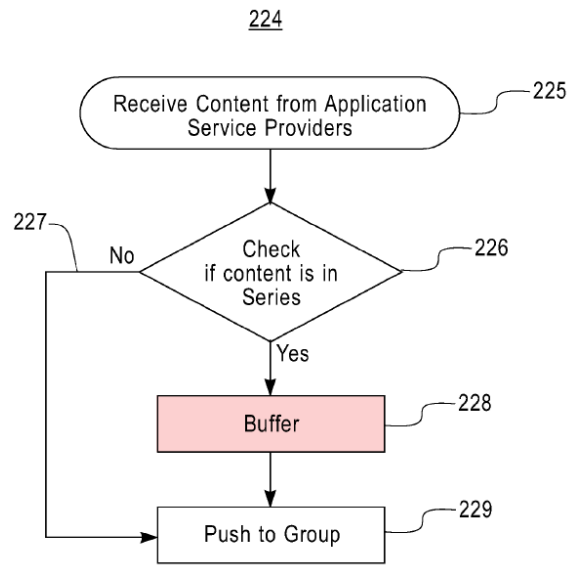 224
Receive Content from Application
Service Providers
225
227
No
Check
if content is in
Series
226
Yes
Buffer
228
Push to Group
229